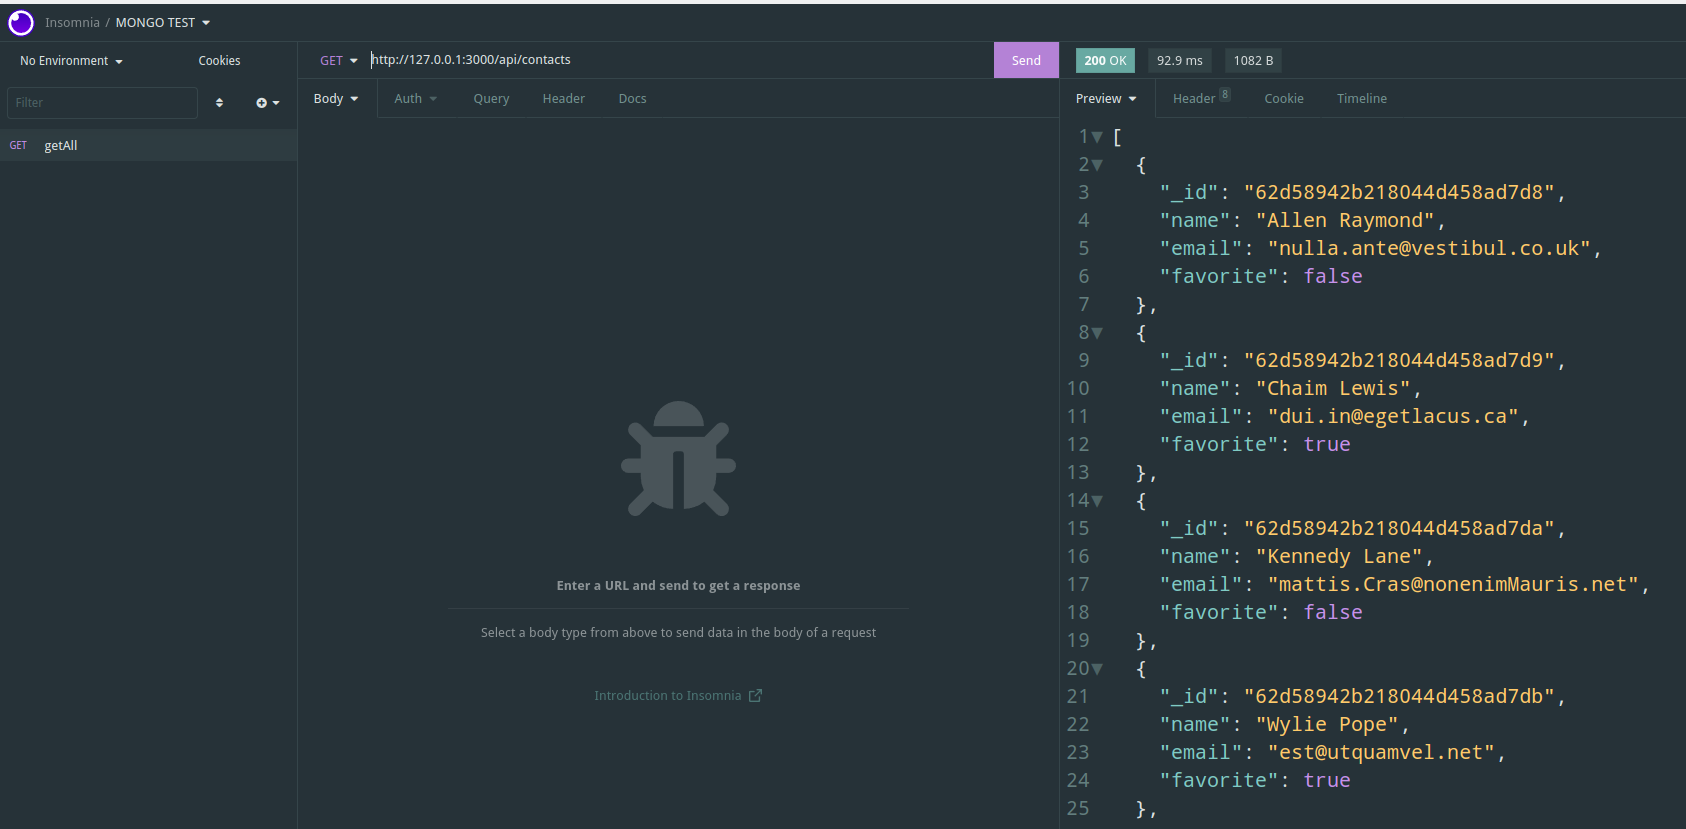 Insomnia / MONGO TEST
No Environment
Cookies
GET http://127.0.0.1:3000/api/contacts
Send
200 OK
92.9 ms
1082 B
Filter
Body
Auth
Query
Header
Docs
Preview
Header 8
Cookie
Timeline
GET getAll
Enter a URL and send to get a response
Select a body type from above to send data in the body of a request
Introduction to Insomnia
1 [
2 {
3 "_id": "62d58942b218044d458ad7d8",
4 "name": "Allen Raymond",
5 "email": "nulla.ante@vestibul.co.uk",
6 "favorite": false
7 },
8 {
9 "_id": "62d58942b218044d458ad7d9",
10 "name": "Chaim Lewis",
11 "email": "dui.in@egetlacus.ca",
12 "favorite": true
13 },
14 {
15 "_id": "62d58942b218044d458ad7da",
16 "name": "Kennedy Lane",
17 "email": "mattis.Cras@nonenimMauris.net",
18 "favorite": false
19 },
20 {
21 "_id": "62d58942b218044d458ad7db",
22 "name": "Wylie Pope",
23 "email": "est@utquamvel.net",
24 "favorite": true
25 },